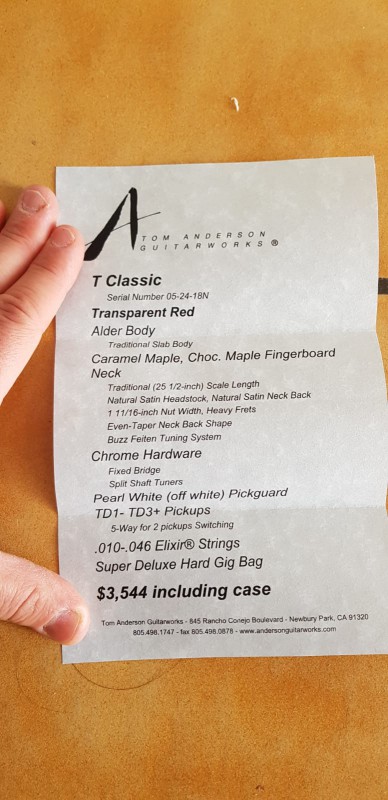 A
TOM ANDERSON
GUITARWORKS ®
T Classic
Serial Number 05-24-18N
Transparent Red
Alder Body
Traditional Slab Body
Caramel Maple, Choc. Maple Fingerboard
Neck
Traditional (25 1/2-inch) Scale Length
Natural Satin Headstock, Natural Satin Neck Back
1 11/16-inch Nut Width, Heavy Frets
Even-Taper Neck Back Shape
Buzz Feiten Tuning System
Chrome Hardware
Fixed Bridge
Split Shaft Tuners
Pearl White (off white) Pickguard
TD1- TD3+ Pickups
5-Way for 2 pickups Switching
.010-.046 Elixir® Strings
Super Deluxe Hard Gig Bag
$3,544 including case
Tom Anderson Guitarworks - 845 Rancho Conejo Boulevard - Newbury Park, CA 91320
805.498.1747 - fax 805.498.0878 - www.andersonguitarworks.com